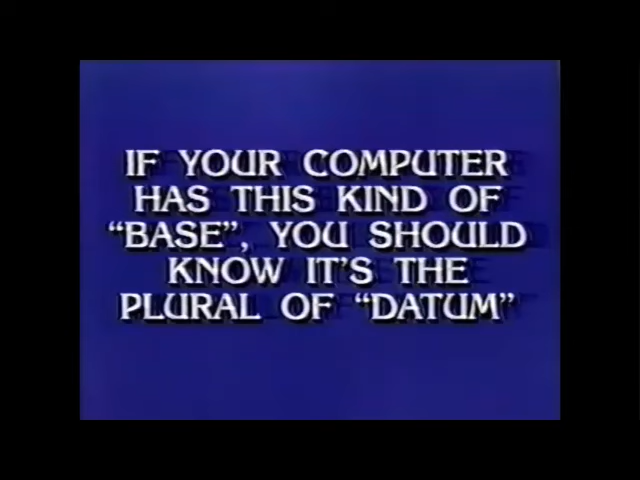 IF YOUR COMPUTER
HAS THIS KIND OF
“BASE”, YOU SHOULD
KNOW IT’S THE
PLURAL OF “DATUM”